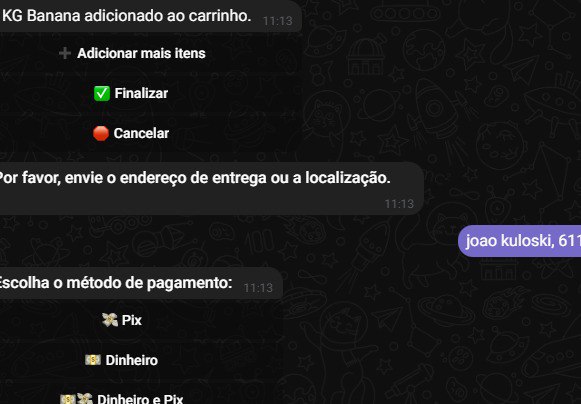 KG Banana adicionado ao carrinho. 11:13
➕ Adicionar mais itens
✅ Finalizar
🛑 Cancelar
Por favor, envie o endereço de entrega ou a localização.
11:13
joao kuloski, 611
Escolha o método de pagamento: 11:13
💸 Pix
💵 Dinheiro
💵💸 Dinheiro e Pix